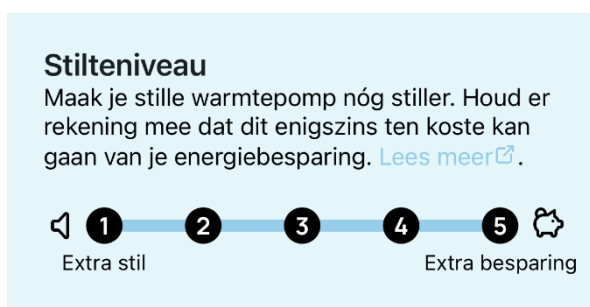 Stilteniveau
Maak je stille warmtepomp nóg stiller. Houd er
rekening mee dat dit enigszins ten koste kan
gaan van je energiebesparing. Lees meer.
1 2 3 4 5
Extra stil Extra besparing